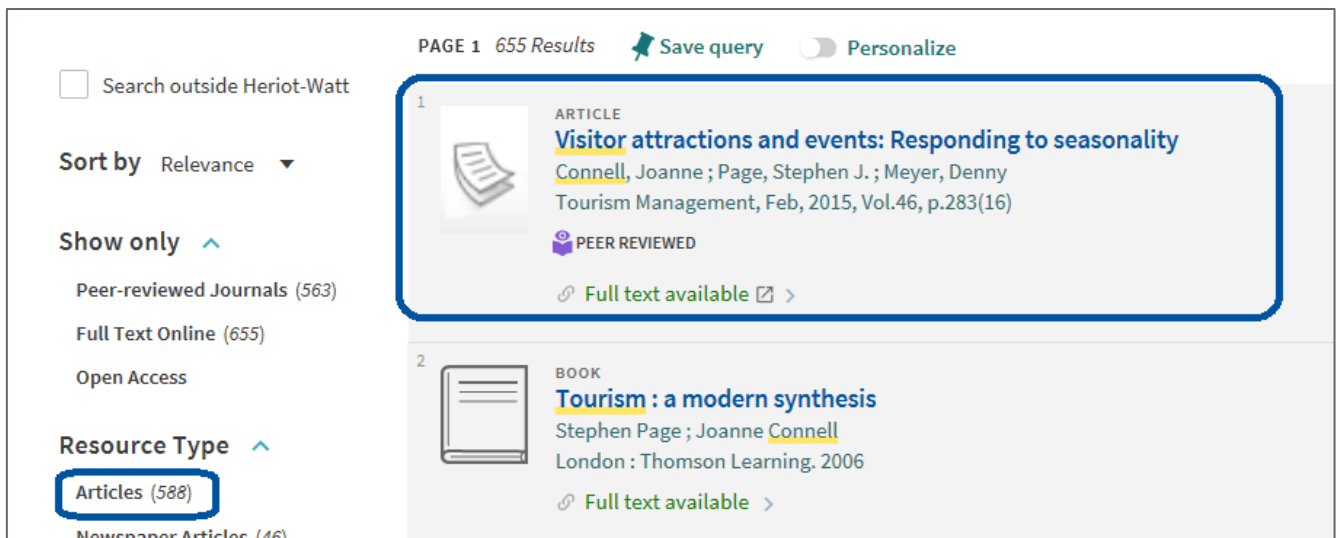 PAGE 1 655 Results Save query Personalize
Search outside Heriot-Watt
Sort by Relevance
Show only
Peer-reviewed Journals (563)
Full Text Online (655)
Open Access
Resource Type
Articles (588)
Newspaper Articles (46)
1
ARTICLE
Visitor attractions and events: Responding to seasonality
Connell, Joanne ; Page, Stephen J. ; Meyer, Denny
Tourism Management, Feb, 2015, Vol.46, p.283(16)
PEER REVIEWED
Full text available
2
BOOK
Tourism : a modern synthesis
Stephen Page ; Joanne Connell
London : Thomson Learning. 2006
Full text available